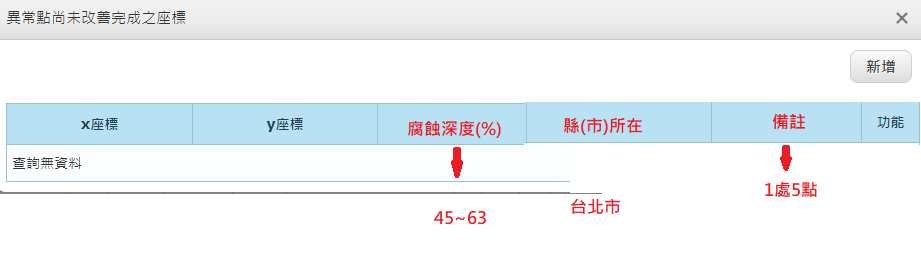 異常點尚未改善完成之座標
×
新增
x座標 y座標 腐蝕深度(%) 縣(市)所在 備註 功能
查詢無資料
1處5點
45~63 台北市